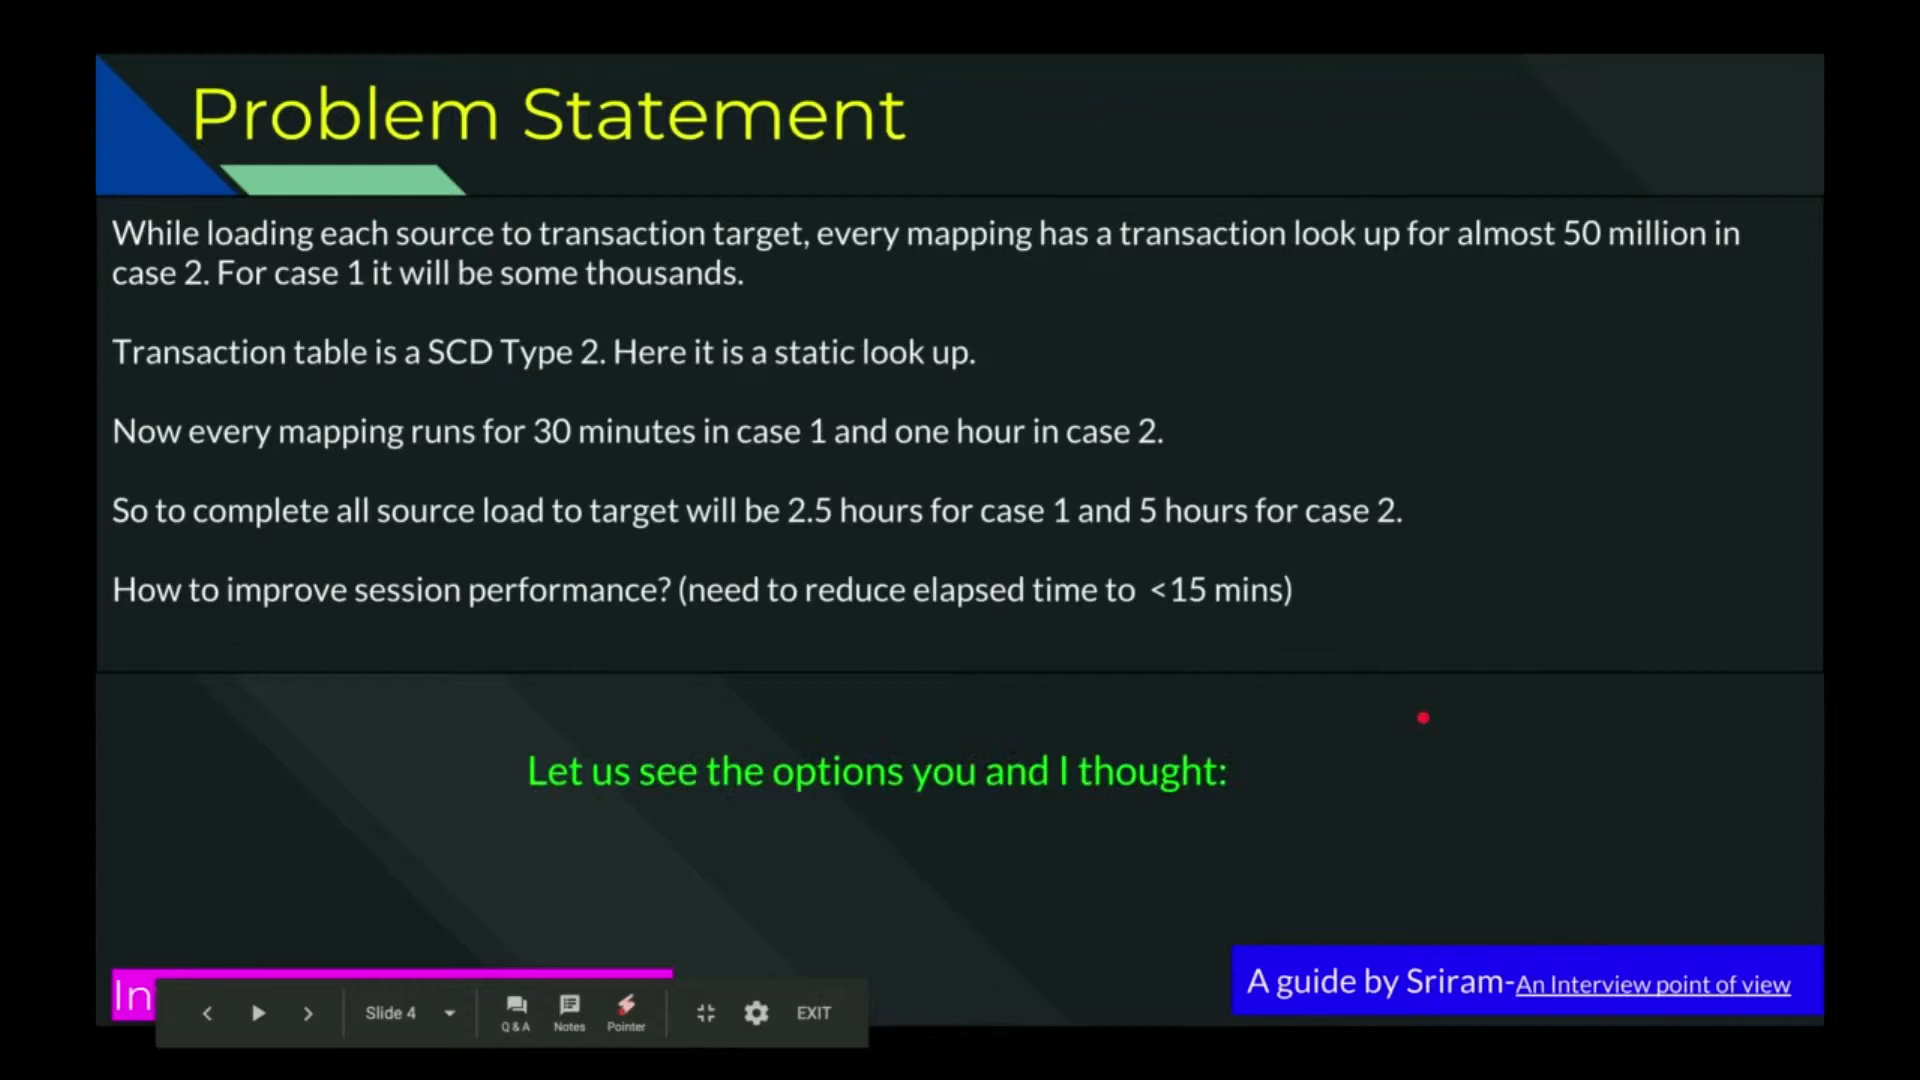 Problem Statement
While loading each source to transaction target, every mapping has a transaction look up for almost 50 million in
case 2. For case 1 it will be some thousands.
Transaction table is a SCD Type 2. Here it is a static look up.
Now every mapping runs for 30 minutes in case 1 and one hour in case 2.
So to complete all source load to target will be 2.5 hours for case 1 and 5 hours for case 2.
How to improve session performance? (need to reduce elapsed time to <15 mins)
Let us see the options you and I thought:
A guide by Sriram-An Interview point of view
In
Slide 4
Q & A
Notes
Pointer
EXIT